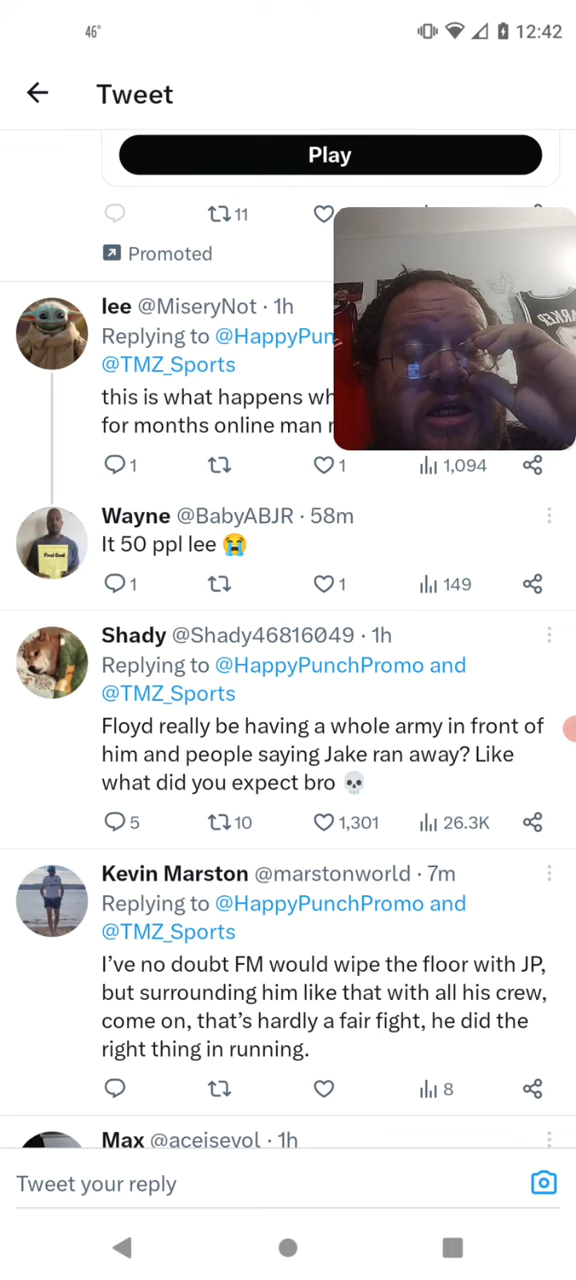 46°
12:42
Tweet
Play
11
Promoted
lee @MiseryNot · 1h
Replying to @HappyPun
@TMZ_Sports
this is what happens wh
for months online man
1 1 1,094
Wayne @BabyABJR · 58m
It 50 ppl lee 😭
1 1 149
Shady @Shady46816049 · 1h
Replying to @HappyPunchPromo and
@TMZ_Sports
Floyd really be having a whole army in front of
him and people saying Jake ran away? Like
what did you expect bro 💀
5 10 1,301 26.3K
Kevin Marston @marstonworld · 7m
Replying to @HappyPunchPromo and
@TMZ_Sports
I’ve no doubt FM would wipe the floor with JP,
but surrounding him like that with all his crew,
come on, that’s hardly a fair fight, he did the
right thing in running.
8
Max @aceisevol · 1h
Tweet your reply